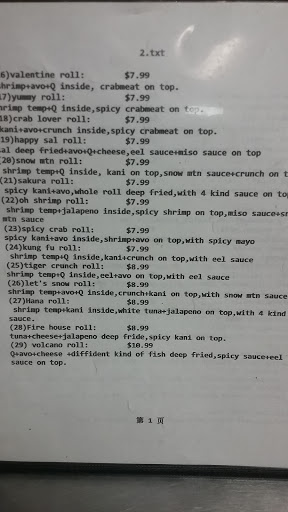 2.txt
6)valentine roll: $7.99
shrimp+avo+Q inside, crabmeat on top.
17)yummy roll: $7.99
hrimp temp+Q inside,spicy crabmeat on top.
18)crab lover roll: $7.99
kani+avo+crunch inside,spicy crabmeat on top.
(19)happy sal roll: $7.99
al deep fried+avo+Q+cheese,eel sauce+miso sauce on top
(20)snow mtn roll: $7.99
shrimp temp+Q inside, kani on top,snow mtn sauce+crunch on t
(21)sakura roll: $7.99
spicy kani+avo,whole roll deep fried,with 4 kind sauce on to
(22)oh shrimp roll: $7.99
shrimp temp+jalapeno inside,spicy shrimp on top,miso sauce+sn
mtn sauce
(23)spicy crab roll: $7.99
spicy kani+avo inside,shrimp+avo on top,with spicy mayo
(24)kung fu roll: $7.99
shrimp temp+Q inside,kani+crunch on top,with eel sauce
(25)tiger crunch roll: $8.99
shrimp temp+Q inside,eel+avo on top,with eel sauce
(26)let's snow roll: $8.99
shrimp temp+avo+Q inside,crunch+kani on top,with snow mtn sauce
(27)Hana roll: $8.99
shrimp temp+kani inside,white tuna+jalapeno on top,with 4 kind
sauce.
(28)Fire house roll: $8.99
tuna+cheese+jalapeno deep fride,spicy kani on top.
(29) volcano roll: $10.99
Q+avo+cheese +diffident kind of fish deep fried,spicy sauce+eel
sauce on top.
第 1 页